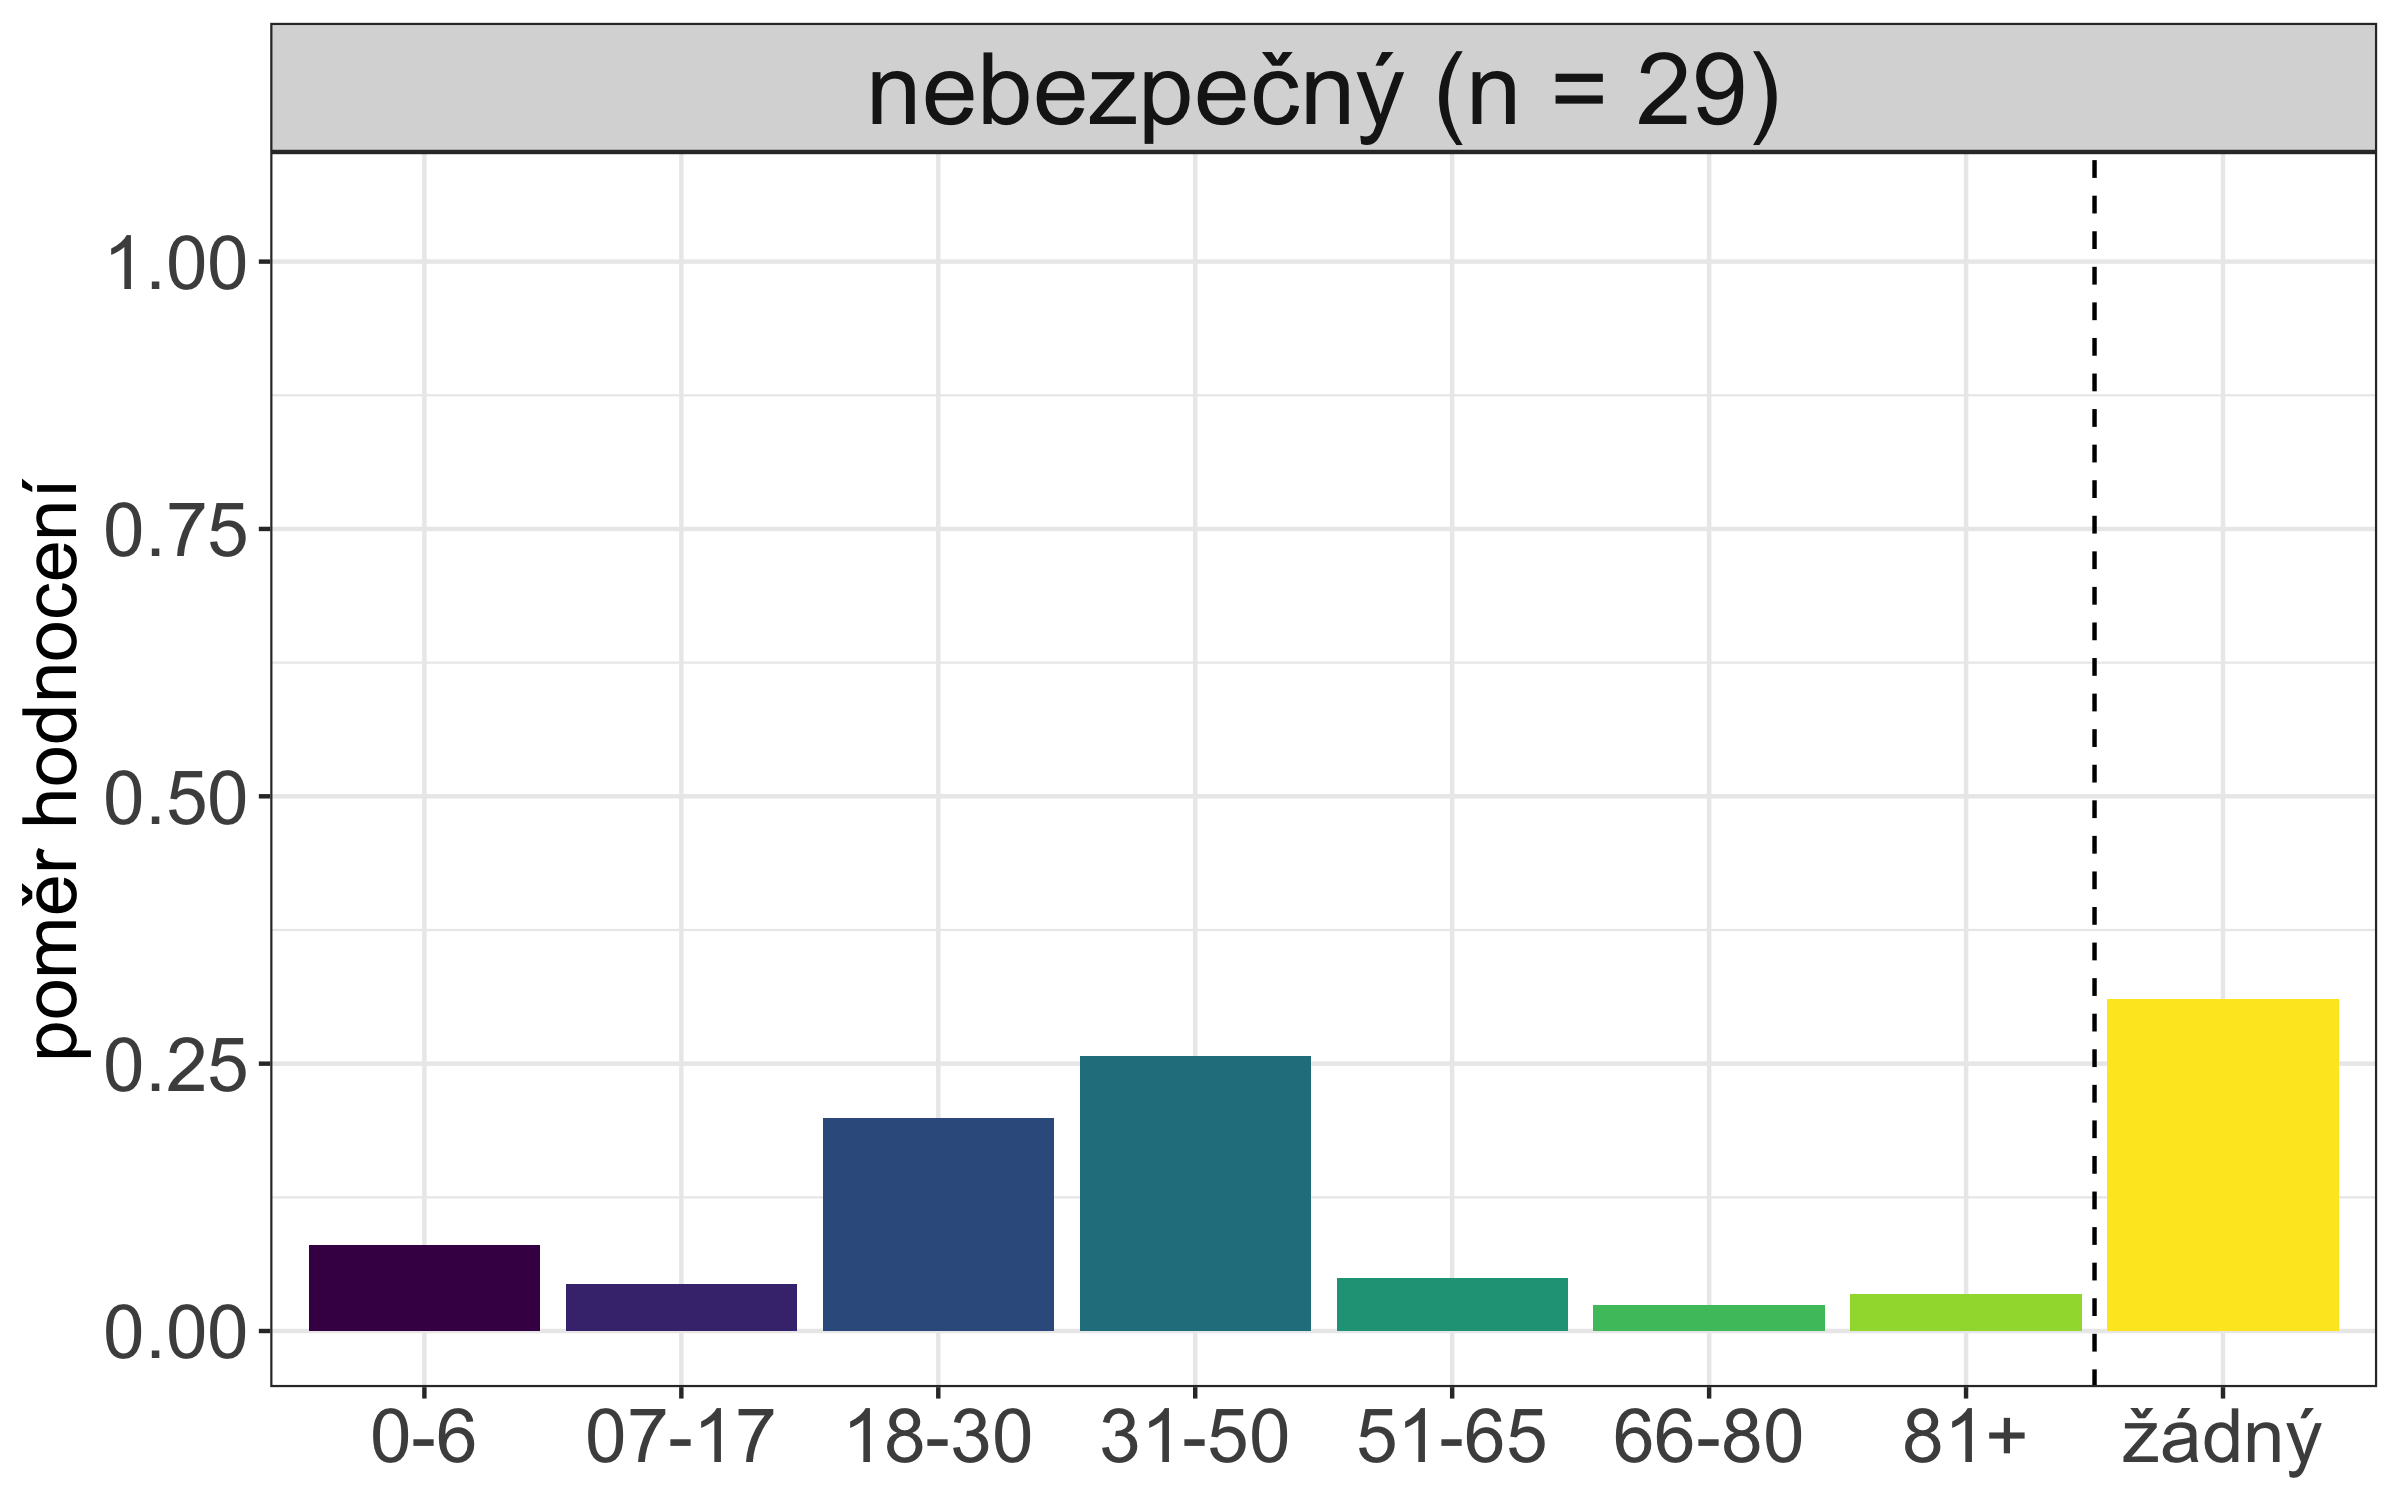 nebezpečný (n = 29)
poměr hodnocení
1.00
0.75
0.50
0.25
0.00
0-6 07-17 18-30 31-50 51-65 66-80 81+ žádný